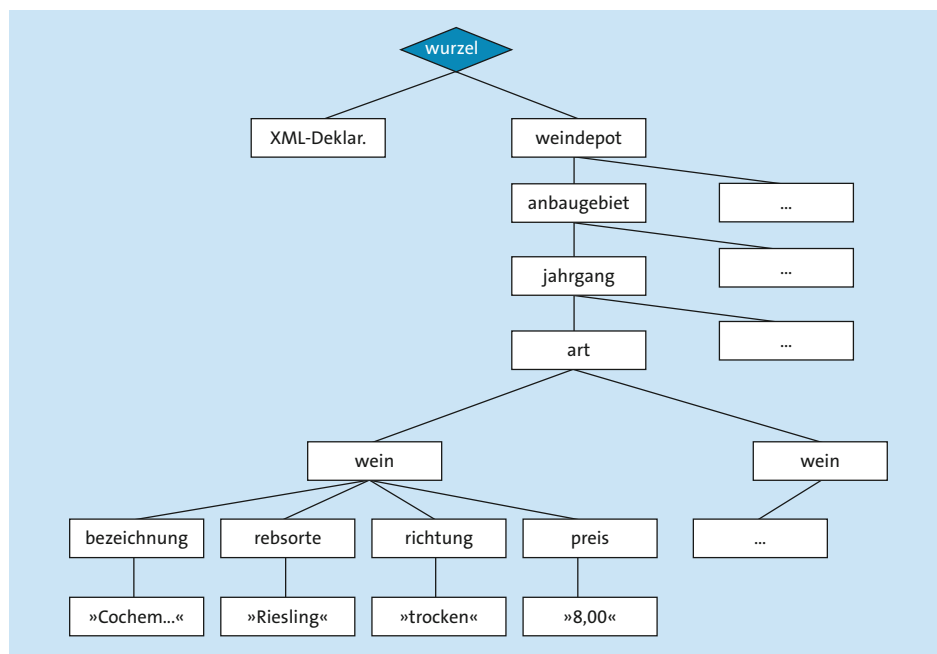 wurzel
XML-Deklar.
weindepot
anbaugebiet
...
jahrgang
...
art
...
wein
wein
bezeichnung
rebsorte
richtung
preis
...
»Cochem...«
»Riesling«
»trocken«
»8,00«